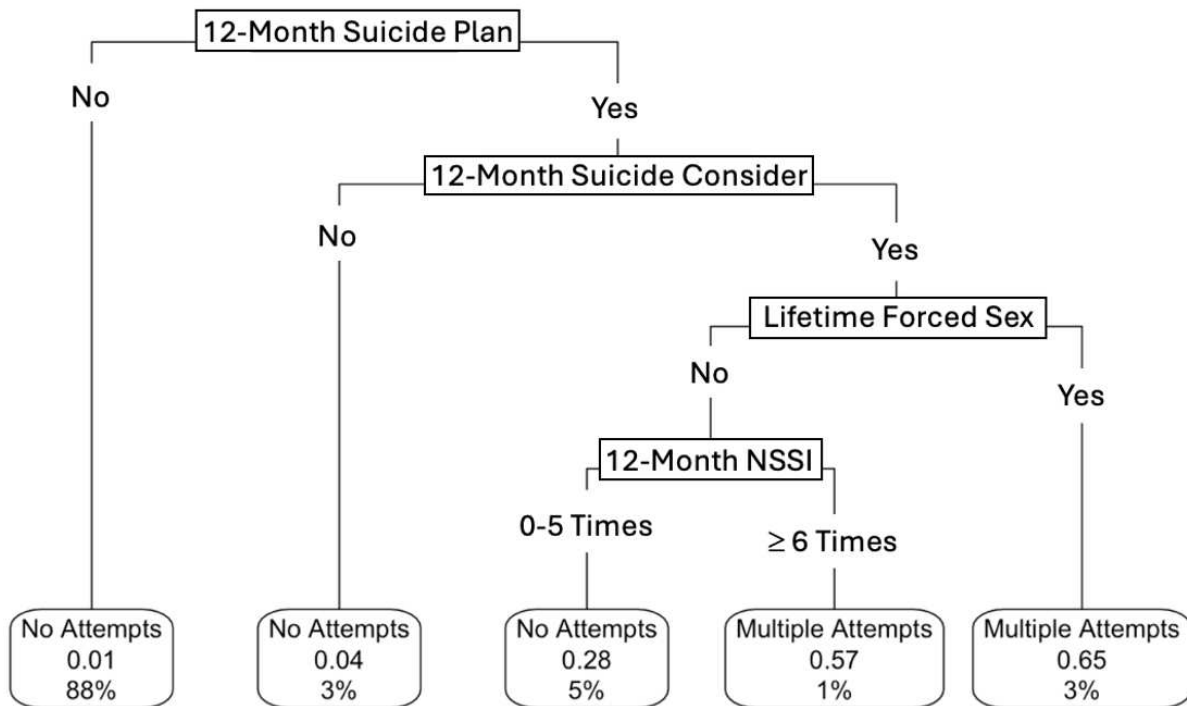 12-Month Suicide Plan
No
Yes
12-Month Suicide Consider
No
Yes
Lifetime Forced Sex
No
Yes
12-Month NSSI
0-5 Times
≥ 6 Times
No Attempts
0.01
88%
No Attempts
0.04
3%
No Attempts
0.28
5%
Multiple Attempts
0.57
1%
Multiple Attempts
0.65
3%